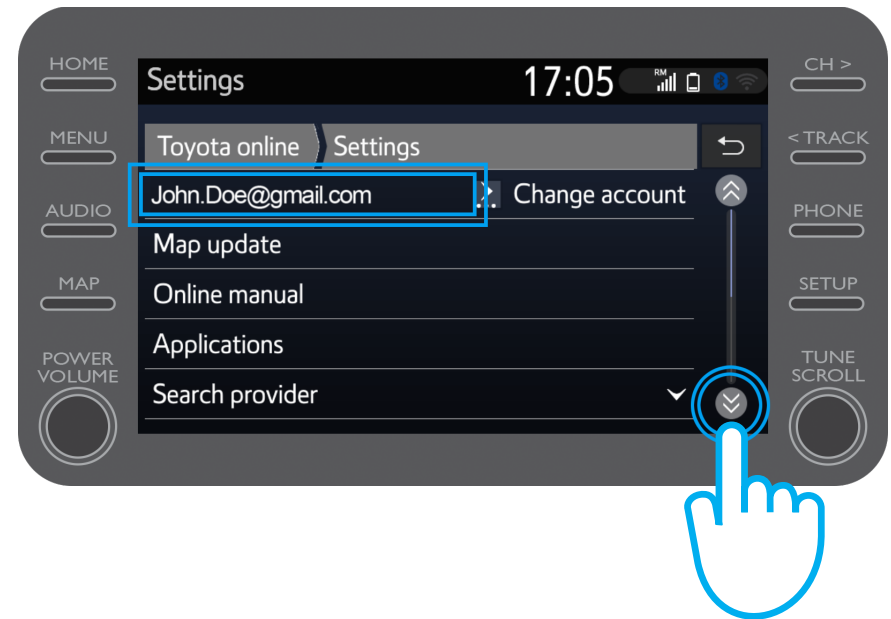 HOME
MENU
AUDIO
MAP
POWER
VOLUME
Settings 17:05 RM
Toyota online Settings
John.Doe@gmail.com Change account
Map update
Online manual
Applications
Search provider
CH >
< TRACK
PHONE
SETUP
TUNE
SCROLL